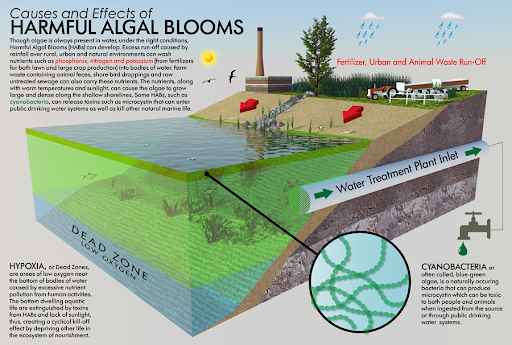 Causes and Effects of
HARMFUL ALGAL BLOOMS
Though algae is always present in water, under the right conditions,
Harmful Algal Blooms (HABs) can develop. Excess run-off caused by
rainfall over rural, urban and natural environments can wash
nutrients such as phosphorus, nitrogen and potassium (from fertilizers
for both lawn and large crop production) into bodies of water. Farm
waste containing animal feces, shore bird droppings and raw
untreated sewage can also carry these nutrients. The nutrients, along
with warm temperatures and sunlight, can cause the algae to grow
large and dense along the shallow shorelines. Some HABs, such as
cyanobacteria, can release toxins such as microcystin that can enter
public drinking water systems as well as kill other natural marine life.
Fertilizer, Urban and Animal Waste Run-Off
Water Treatment Plant Inlet
DEAD ZONE
LOW OXYGEN
HYPOXIA, or Dead Zones,
are areas of low oxygen near
the bottom of bodies of water
caused by excessive nutrient
pollution from human activities.
The bottom dwelling aquatic
life are extinguished by toxins
from HABs and lack of sunlight,
thus, creating a cyclical kill-off
effect by depriving other life in
the ecosystem of nourishment.
CYANOBACTERIA or
often called, blue-green
algae, is a naturally occuring
bacteria that can produce
microcystin which can be toxic
to both people and animals
when ingested from the source
or through public drinking
water systems.